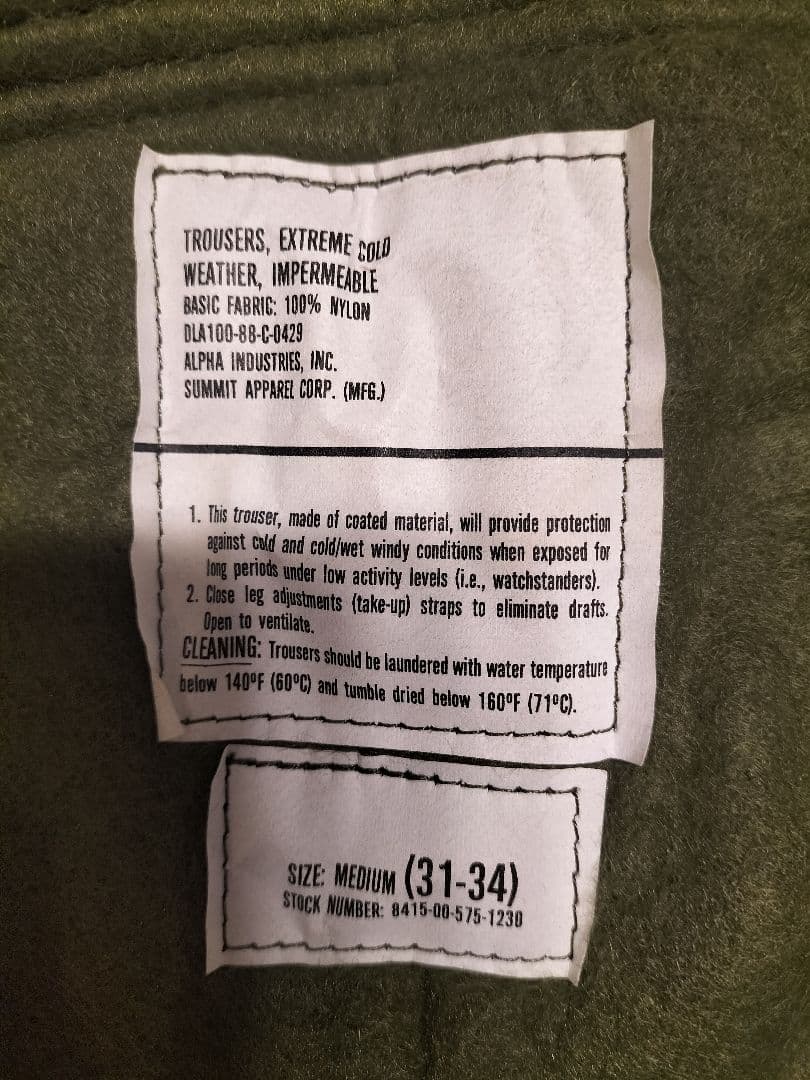 TROUSERS, EXTREME COLD
WEATHER, IMPERMEABLE
BASIC FABRIC: 100% NYLON
DLA100-88-C-0429
ALPHA INDUSTRIES, INC.
SUMMIT APPAREL CORP. (MFG.)
1. This trouser, made of coated material, will provide protection
against cold and cold/wet windy conditions when exposed for
long periods under low activity levels (i.e., watchstanders).
2. Close leg adjustments (take-up) straps to eliminate drafts.
Open to ventilate.
CLEANING: Trousers should be laundered with water temperature
below 140ºF (60ºC) and tumble dried below 160ºF (71ºC).
SIZE: MEDIUM (31-34)
STOCK NUMBER: 8415-00-575-1230